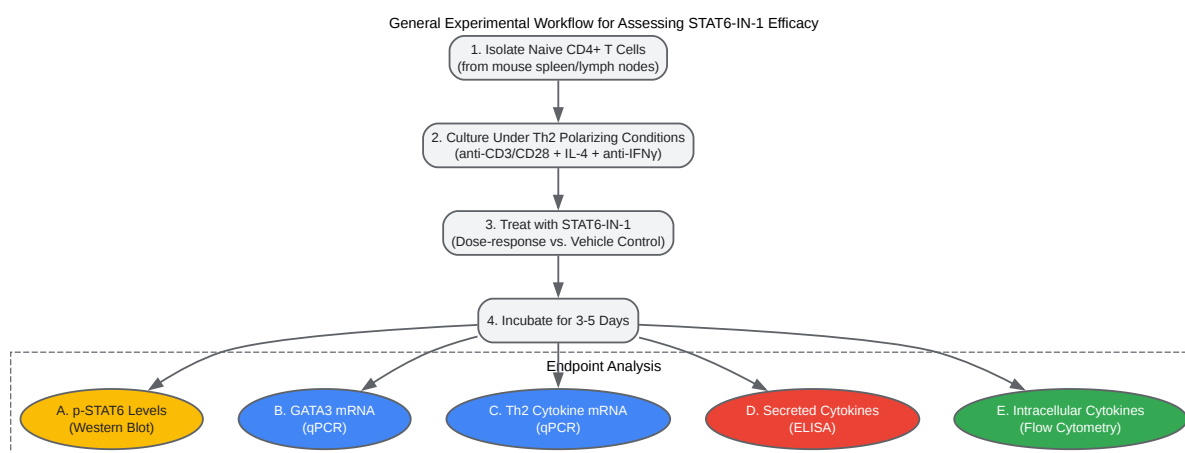 General Experimental Workflow for Assessing STAT6-IN-1 Efficacy
1. Isolate Naive CD4+ T Cells
(from mouse spleen/lymph nodes)
2. Culture Under Th2 Polarizing Conditions
(anti-CD3/CD28 + IL-4 + anti-IFNγ)
3. Treat with STAT6-IN-1
(Dose-response vs. Vehicle Control)
4. Incubate for 3-5 Days
Endpoint Analysis
A. p-STAT6 Levels
(Western Blot)
B. GATA3 mRNA
(qPCR)
C. Th2 Cytokine mRNA
(qPCR)
D. Secreted Cytokines
(ELISA)
E. Intracellular Cytokines
(Flow Cytometry)